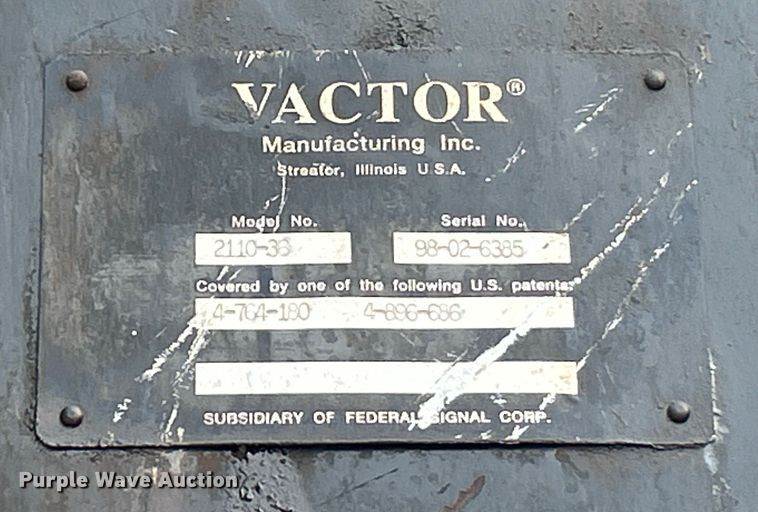 VACTOR®
Manufacturing Inc.
Streator, Illinois U.S.A.
Model No. Serial No.
2110-36 98-02-6385
Covered by one of the following U.S. patents:
4-764-180 4-896-686
SUBSIDIARY OF FEDERAL SIGNAL CORP.
Purple Wave Auction